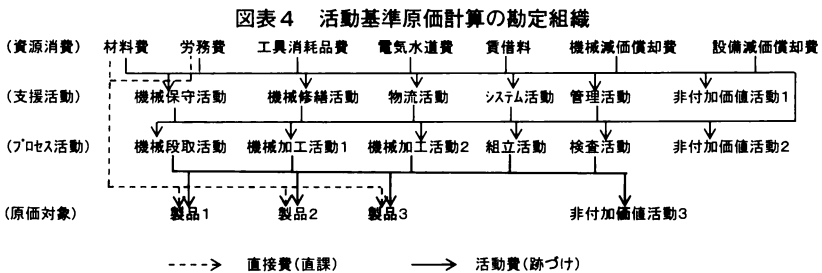 図表４　活動基準原価計算の勘定組織
(資源消費)　材料費　労務費　工具消耗品費　電気水道費　賃借料　機械減価償却費　設備減価償却費
(支援活動)　機械保守活動　機械修繕活動　物流活動　ｼｽﾃﾑ活動　管理活動　非付加価値活動１
(ﾌﾟﾛｾｽ活動)　機械段取活動　機械加工活動１　機械加工活動２　組立活動　検査活動　非付加価値活動２
(原価対象)　製品１　製品２　製品３　非付加価値活動３
直接費(直課)　活動費(跡づけ)